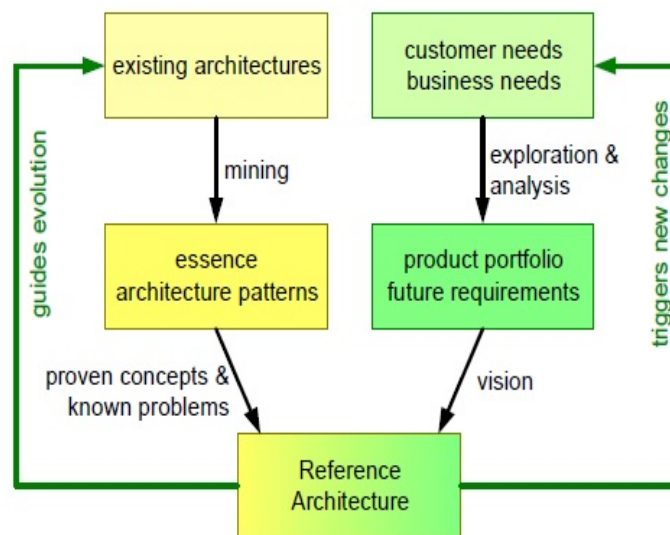 existing architectures
customer needs
business needs
mining
exploration &
analysis
guides evolution
triggers new changes
essence
architecture patterns
product portfolio
future requirements
proven concepts &
known problems
vision
Reference
Architecture